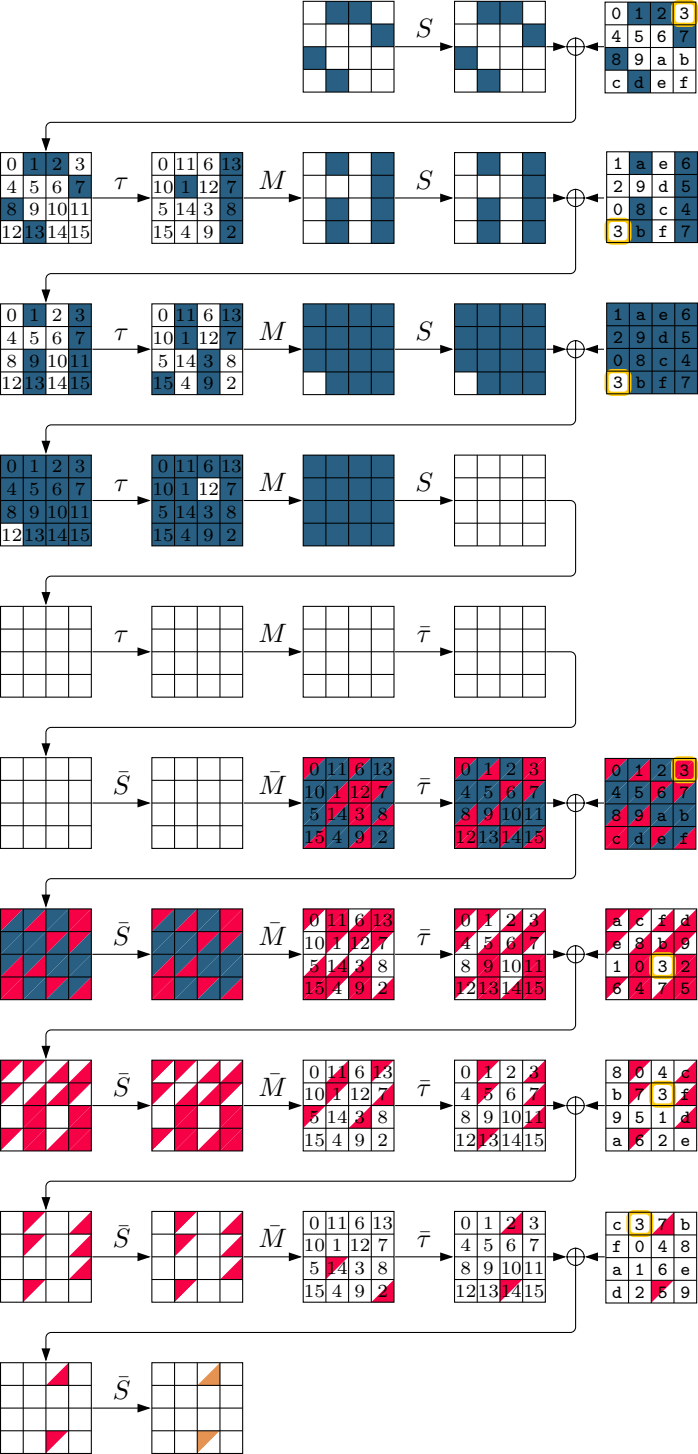 S
0 1 2 3
4 5 6 7
8 9 a b
c d e f
τ M S
0 1 2 3 0 11 6 13 1 a e 6
4 5 6 7 10 1 12 7 2 9 d 5
8 9 10 11 5 14 3 8 0 8 c 4
12 13 14 15 15 4 9 2 3 b f 7
τ M S
0 1 2 3 0 11 6 13 1 a e 6
4 5 6 7 10 1 12 7 2 9 d 5
8 9 10 11 5 14 3 8 0 8 c 4
12 13 14 15 15 4 9 2 3 b f 7
τ M S
0 1 2 3 0 11 6 13
4 5 6 7 10 1 12 7
8 9 10 11 5 14 3 8
12 13 14 15 15 4 9 2
τ M τ̄
S̄ M̄ τ̄
0 11 6 13 0 1 2 3 0 1 2 3
10 1 12 7 4 5 6 7 4 5 6 7
5 14 3 8 8 9 10 11 8 9 a b
15 4 9 2 12 13 14 15 c d e f
S̄ M̄ τ̄
0 11 6 13 0 1 2 3 a c f d
10 1 12 7 4 5 6 7 e 8 b 9
5 14 3 8 8 9 10 11 1 0 3 2
15 4 9 2 12 13 14 15 6 4 7 5
S̄ M̄ τ̄
0 11 6 13 0 1 2 3 8 0 4 c
10 1 12 7 4 5 6 7 b 7 3 f
5 14 3 8 8 9 10 11 9 5 1 d
15 4 9 2 12 13 14 15 a 6 2 e
S̄ M̄ τ̄
0 11 6 13 0 1 2 3 c 3 7 b
10 1 12 7 4 5 6 7 f 0 4 8
5 14 3 8 8 9 10 11 a 1 6 e
15 4 9 2 12 13 14 15 d 2 5 9
S̄